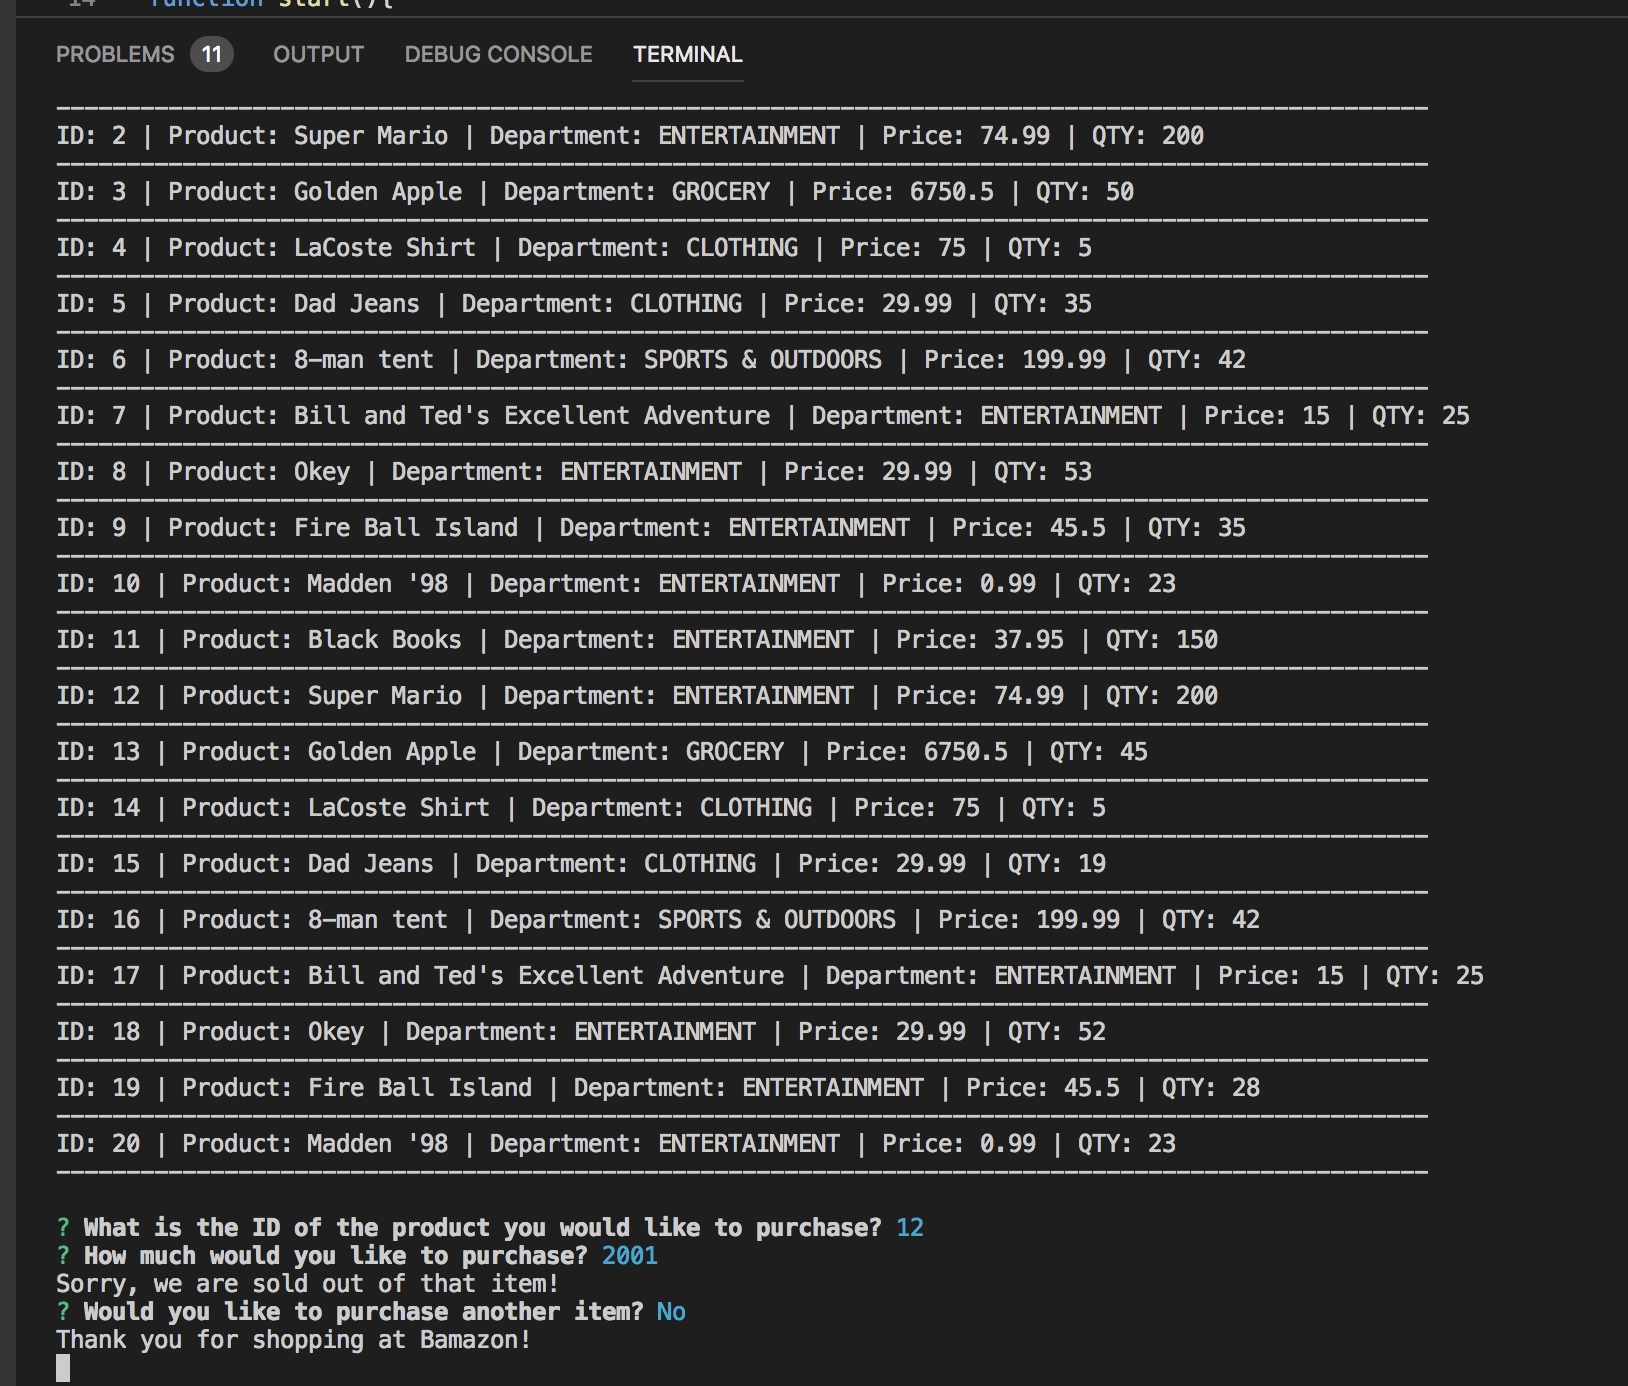 14 function start(){
PROBLEMS 11 OUTPUT DEBUG CONSOLE TERMINAL
ID: 2 | Product: Super Mario | Department: ENTERTAINMENT | Price: 74.99 | QTY: 200
ID: 3 | Product: Golden Apple | Department: GROCERY | Price: 6750.5 | QTY: 50
ID: 4 | Product: LaCoste Shirt | Department: CLOTHING | Price: 75 | QTY: 5
ID: 5 | Product: Dad Jeans | Department: CLOTHING | Price: 29.99 | QTY: 35
ID: 6 | Product: 8-man tent | Department: SPORTS & OUTDOORS | Price: 199.99 | QTY: 42
ID: 7 | Product: Bill and Ted's Excellent Adventure | Department: ENTERTAINMENT | Price: 15 | QTY: 25
ID: 8 | Product: Okey | Department: ENTERTAINMENT | Price: 29.99 | QTY: 53
ID: 9 | Product: Fire Ball Island | Department: ENTERTAINMENT | Price: 45.5 | QTY: 35
ID: 10 | Product: Madden '98 | Department: ENTERTAINMENT | Price: 0.99 | QTY: 23
ID: 11 | Product: Black Books | Department: ENTERTAINMENT | Price: 37.95 | QTY: 150
ID: 12 | Product: Super Mario | Department: ENTERTAINMENT | Price: 74.99 | QTY: 200
ID: 13 | Product: Golden Apple | Department: GROCERY | Price: 6750.5 | QTY: 45
ID: 14 | Product: LaCoste Shirt | Department: CLOTHING | Price: 75 | QTY: 5
ID: 15 | Product: Dad Jeans | Department: CLOTHING | Price: 29.99 | QTY: 19
ID: 16 | Product: 8-man tent | Department: SPORTS & OUTDOORS | Price: 199.99 | QTY: 42
ID: 17 | Product: Bill and Ted's Excellent Adventure | Department: ENTERTAINMENT | Price: 15 | QTY: 25
ID: 18 | Product: Okey | Department: ENTERTAINMENT | Price: 29.99 | QTY: 52
ID: 19 | Product: Fire Ball Island | Department: ENTERTAINMENT | Price: 45.5 | QTY: 28
ID: 20 | Product: Madden '98 | Department: ENTERTAINMENT | Price: 0.99 | QTY: 23
? What is the ID of the product you would like to purchase? 12
? How much would you like to purchase? 2001
Sorry, we are sold out of that item!
? Would you like to purchase another item? No
Thank you for shopping at Bamazon!